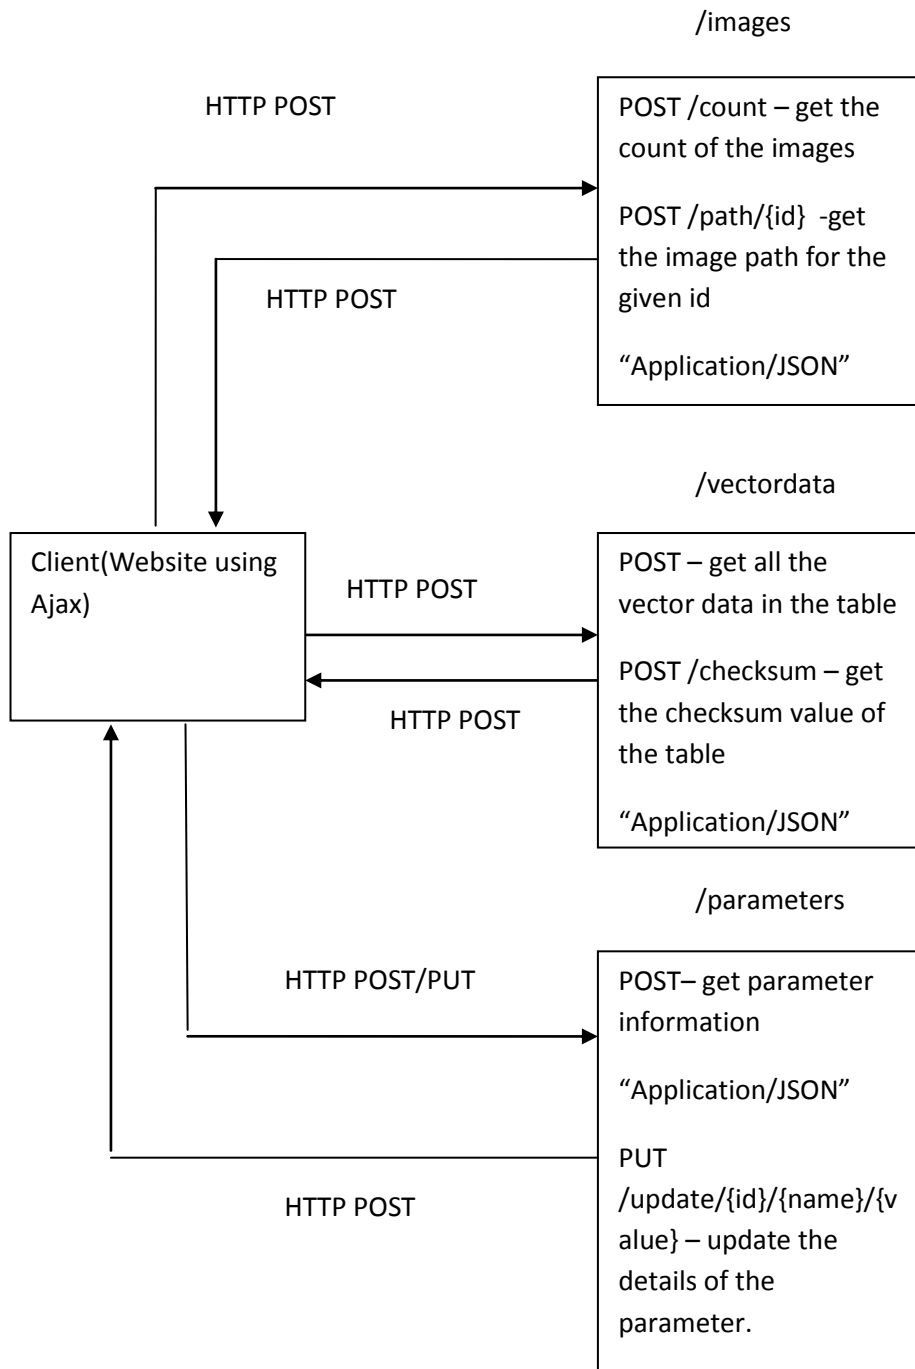 /images
HTTP POST
POST /count – get the
count of the images
POST /path/{id} -get
the image path for the
given id
“Application/JSON”
HTTP POST
/vectordata
Client(Website using
Ajax)
HTTP POST
POST – get all the
vector data in the table
POST /checksum – get
the checksum value of
the table
“Application/JSON”
HTTP POST
/parameters
HTTP POST/PUT
POST– get parameter
information
“Application/JSON”
PUT
/update/{id}/{name}/{v
alue} – update the
details of the
parameter.
HTTP POST